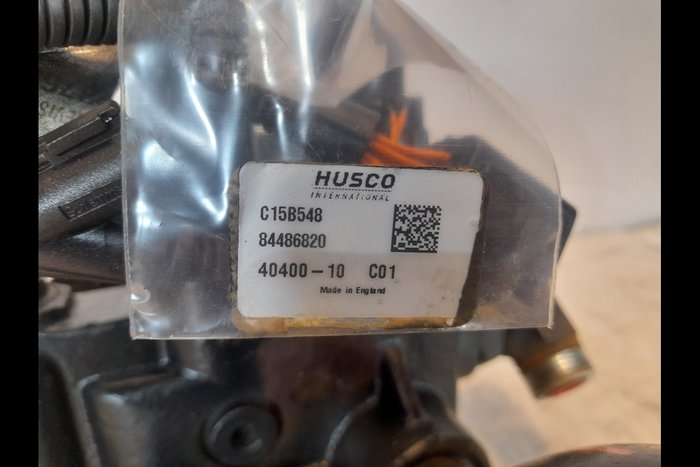 HUSCO
INTERNATIONAL
C15B548
84486820
40400-10 C01
Made in England